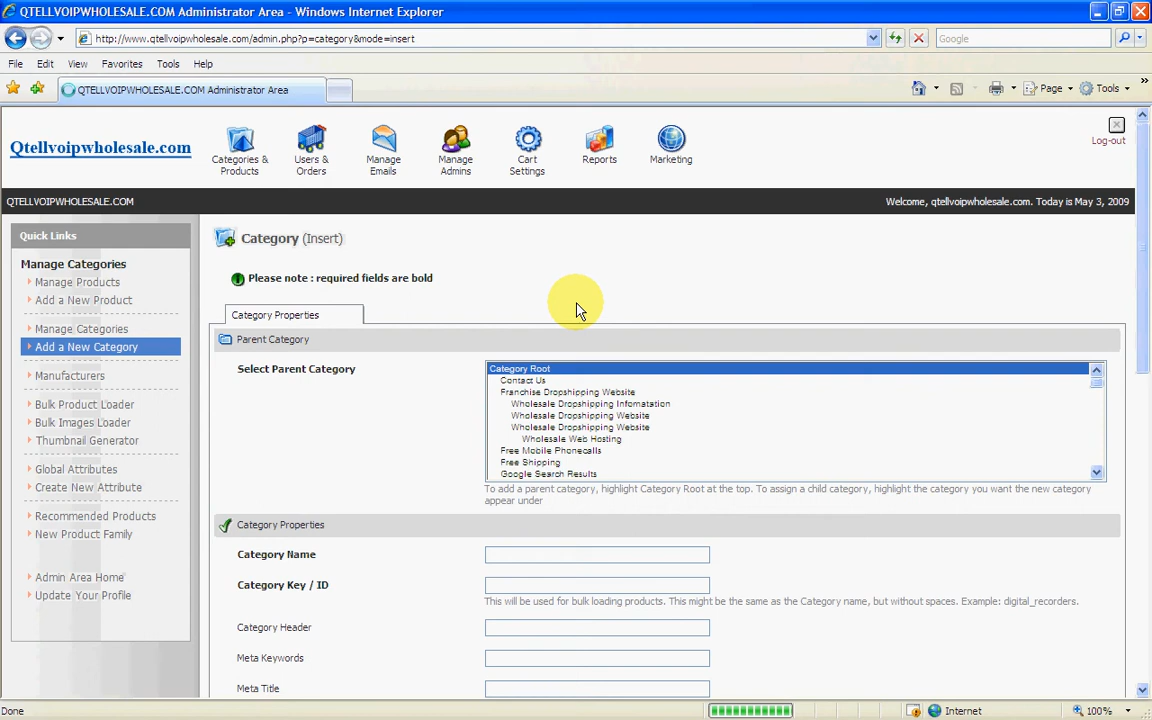 QTELLVOIPWHOLESALE.COM Administrator Area - Windows Internet Explorer
http://www.qtellvoipwholesale.com/admin.php?p=category&mode=insert
Google
File Edit View Favorites Tools Help
QTELLVOIPWHOLESALE.COM Administrator Area
Page Tools
Qtellvoipwholesale.com
Categories & Products
Users & Orders
Manage Emails
Manage Admins
Cart Settings
Reports
Marketing
Log-out
QTELLVOIPWHOLESALE.COM
Welcome, qtellvoipwholesale.com. Today is May 3, 2009
Quick Links
Manage Categories
Manage Products
Add a New Product
Manage Categories
Add a New Category
Manufacturers
Bulk Product Loader
Bulk Images Loader
Thumbnail Generator
Global Attributes
Create New Attribute
Recommended Products
New Product Family
Admin Area Home
Update Your Profile
Category (Insert)
Please note : required fields are bold
Category Properties
Parent Category
Select Parent Category
Category Root
Contact Us
Franchise Dropshipping Website
Wholesale Dropshipping Infomatation
Wholesale Dropshipping Website
Wholesale Dropshipping Website
Wholesale Web Hosting
Free Mobile Phonecalls
Free Shipping
Google Search Results
To add a parent category, highlight Category Root at the top. To assign a child category, highlight the category you want the new category
appear under
Category Properties
Category Name
Category Key / ID
This will be used for bulk loading products. This might be the same as the Category name, but without spaces. Example: digital_recorders.
Category Header
Meta Keywords
Meta Title
Done
Internet
100%